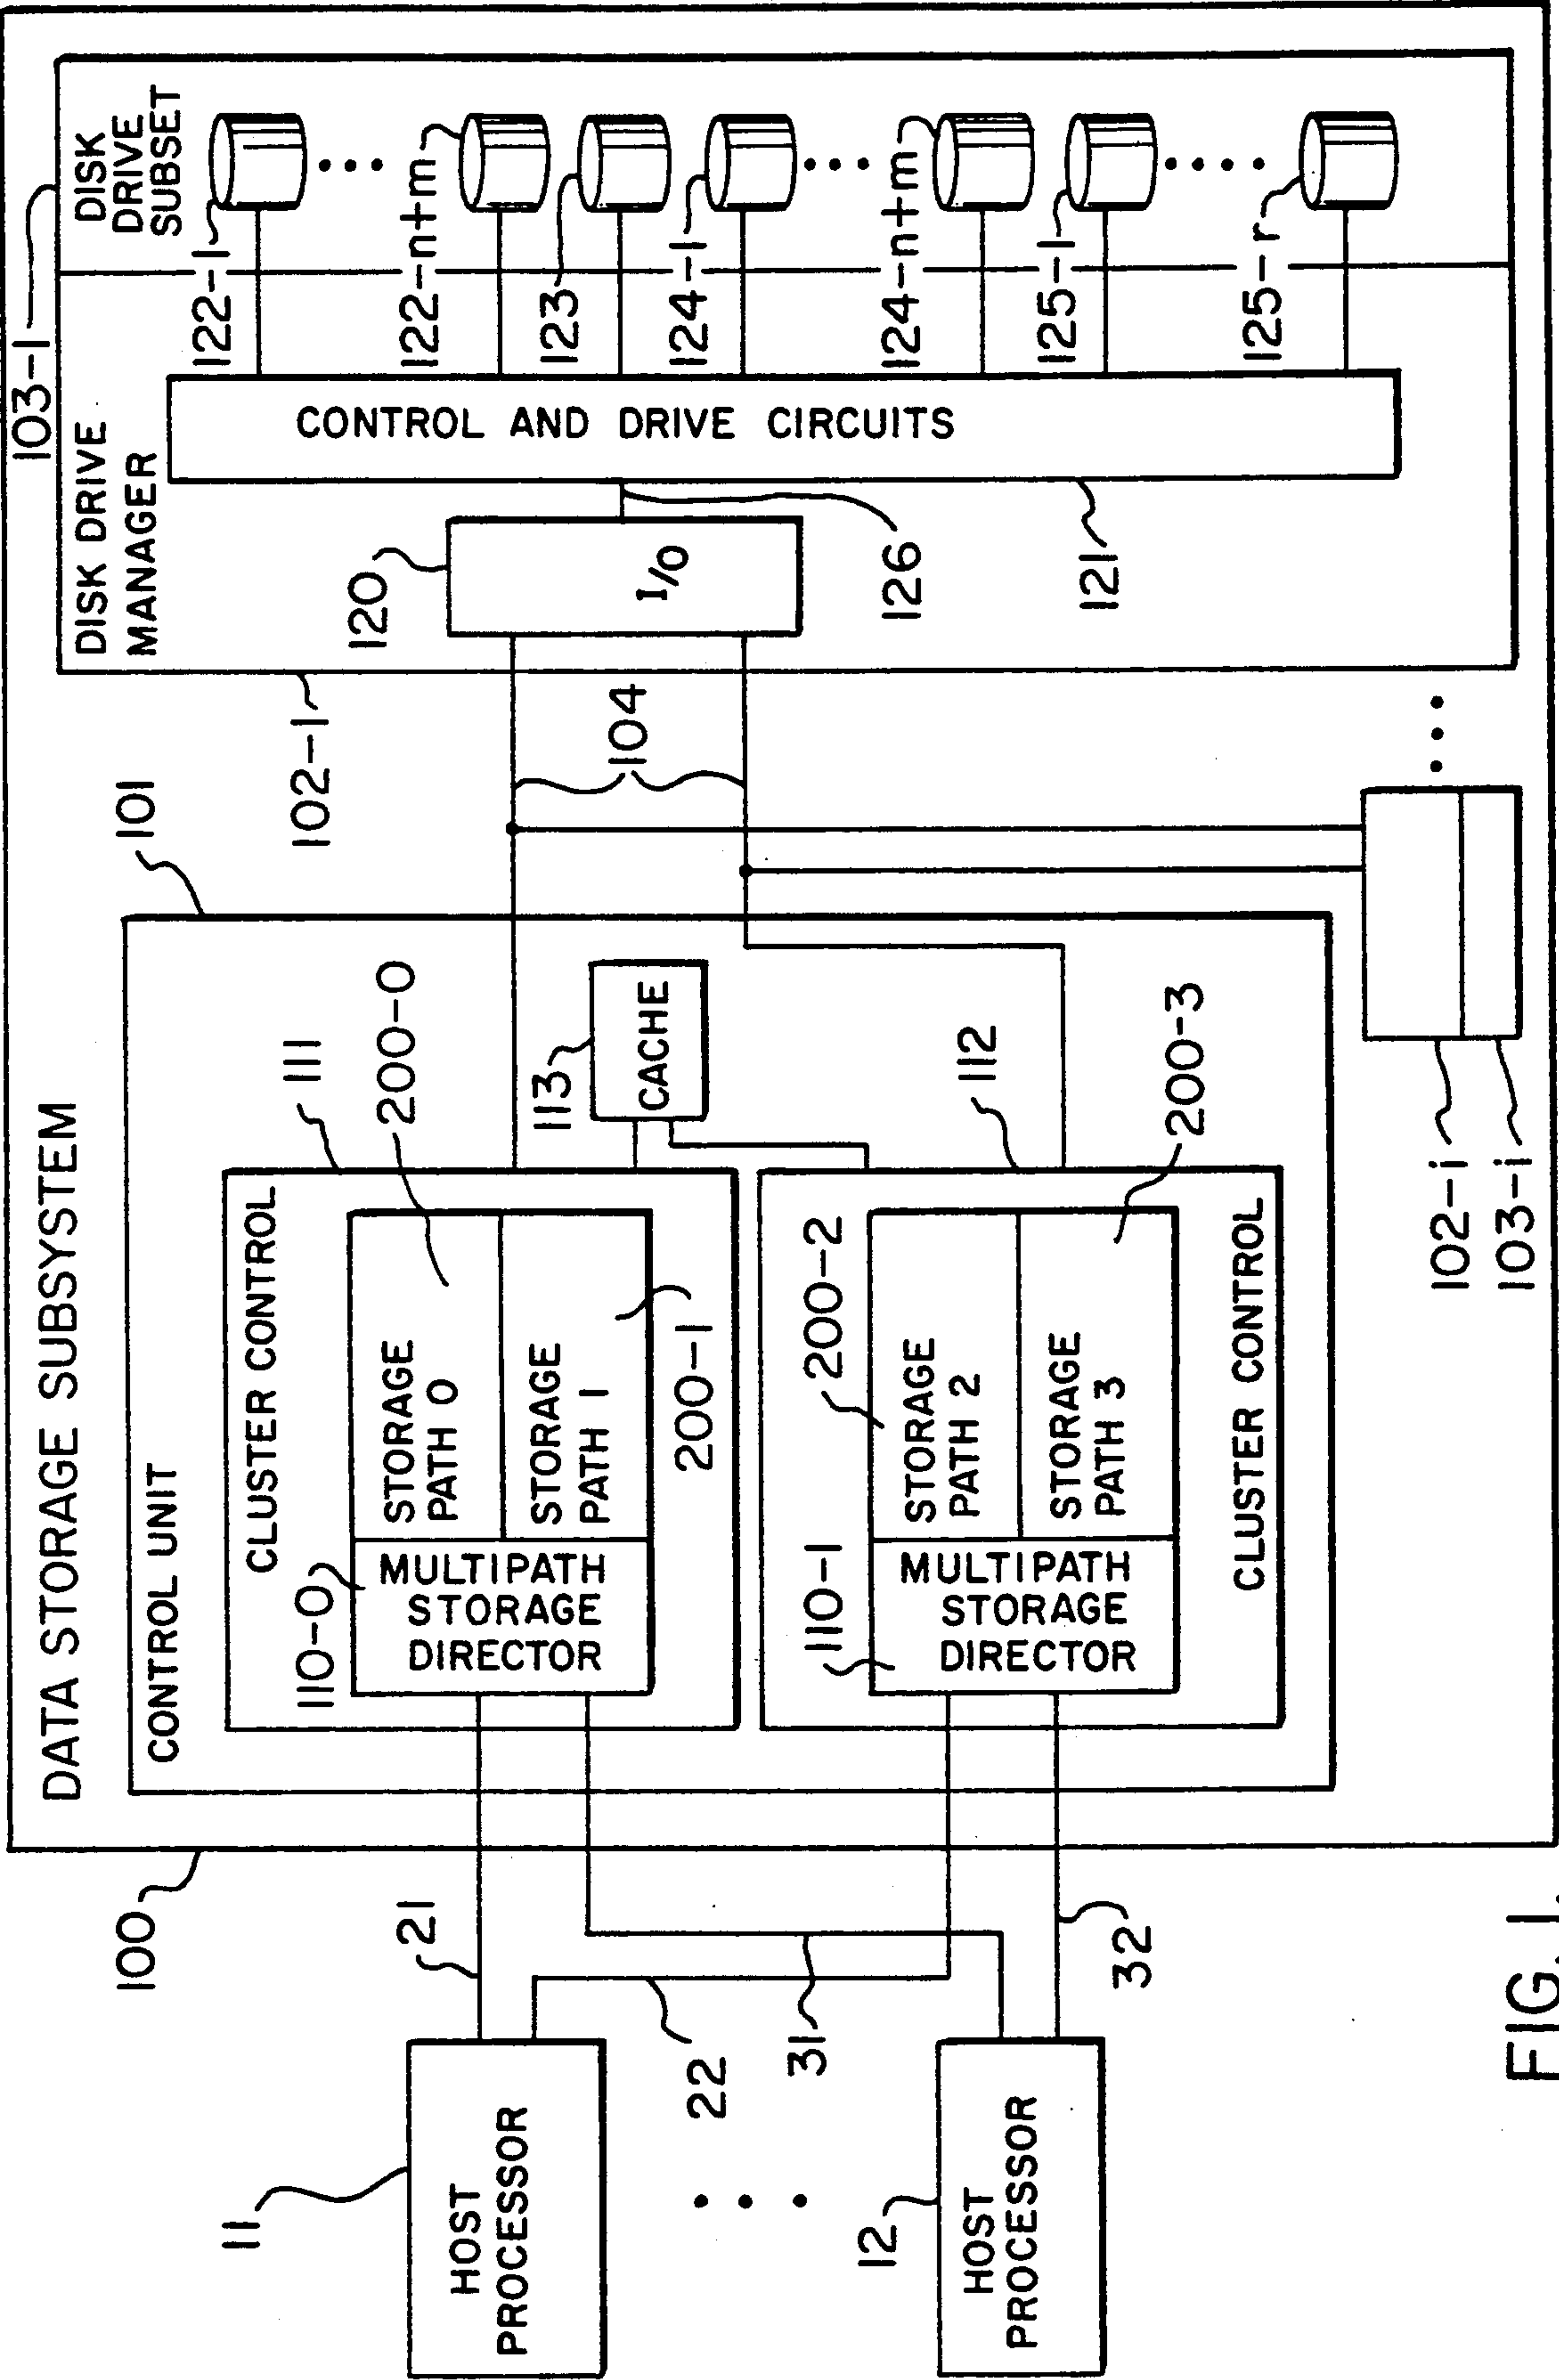 DATA STORAGE SUBSYSTEM
100
CONTROL UNIT
101
CLUSTER CONTROL
111
110-0
MULTIPATH
STORAGE
DIRECTOR
STORAGE
PATH 0
200-0
STORAGE
PATH 1
200-1
113
CACHE
110-1
MULTIPATH
STORAGE
DIRECTOR
STORAGE
PATH 2
200-2
STORAGE
PATH 3
200-3
112
CLUSTER CONTROL
11
HOST
PROCESSOR
12
HOST
PROCESSOR
21
22
31
32
103-1
DISK DRIVE
MANAGER
102-1
DISK
DRIVE
SUBSET
120
I/O
126
CONTROL AND DRIVE CIRCUITS
121
104
122-1
122-n+m
123
124-1
124-n+m
125-1
125-r
102-i
103-i
FIG. 1.